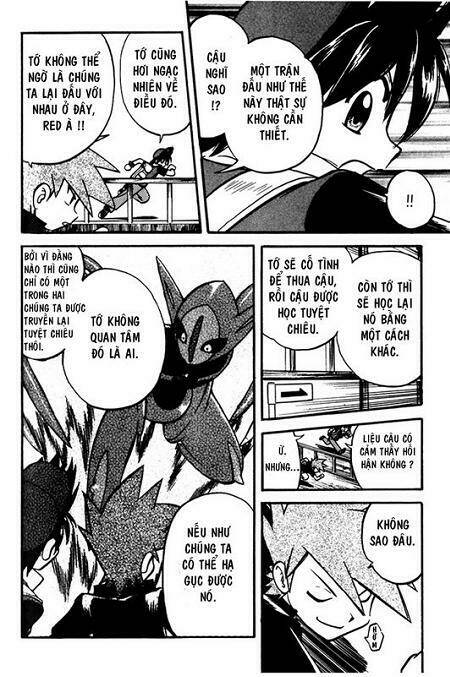 MỘT TRẬN
ĐẤU NHƯ THẾ
NÀY THẬT SỰ
KHÔNG CẦN
THIẾT.
CẬU
NGHĨ
SAO
!?
!!
TỚ CŨNG
HƠI NGẠC
NHIÊN VỀ
ĐIỀU ĐÓ.
TỚ KHÔNG THỂ
NGỜ LÀ CHÚNG
TA LẠI ĐẤU VỚI
NHAU Ở ĐÂY,
RED À !!
CÒN TỚ THÌ
SẼ HỌC LẠI
NÓ BẰNG
MỘT CÁCH
KHÁC.
TỚ SẼ CỐ TÌNH
ĐỂ THUA CẬU,
RỒI CẬU ĐƯỢC
HỌC TUYỆT
CHIÊU.
LIỆU CẬU CÓ
CẢM THẤY HỐI
HẬN KHÔNG ?
Ừ.
NHƯNG...
KHÔNG
SAO ĐÂU.
HỪM
TỚ KHÔNG
QUAN TÂM
ĐÓ LÀ AI.
BỞI VÌ ĐẰNG
NÀO THÌ CŨNG
CHỈ CÓ MỘT
TRONG HAI
CHÚNG TA ĐƯỢC
TRUYỀN LẠI
TUYỆT CHIÊU
THÔI.
NẾU NHƯ
CHÚNG TA
CÓ THỂ HẠ
GỤC ĐƯỢC
NÓ.